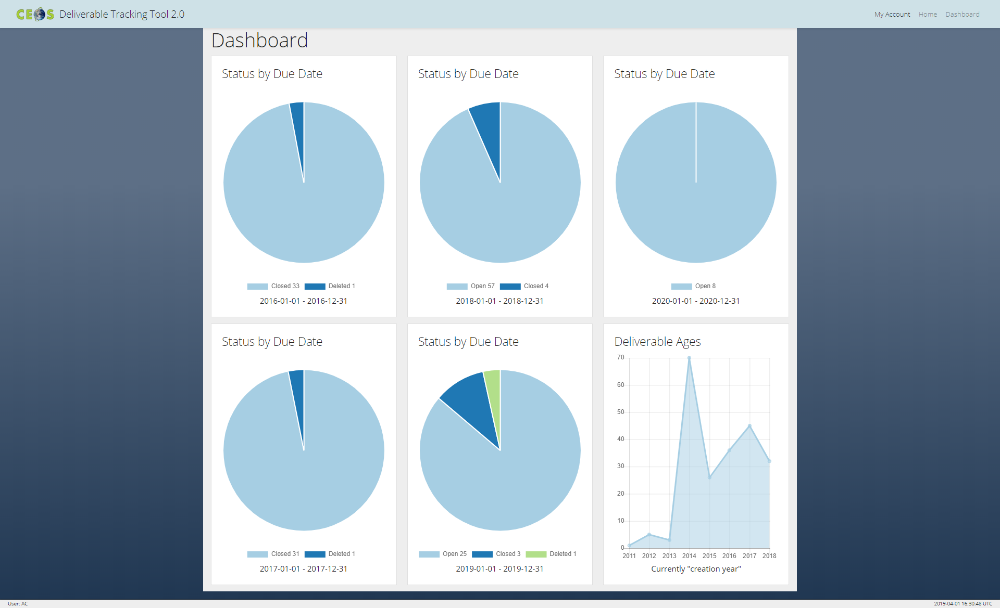 CEOS Deliverable Tracking Tool 2.0
My Account Home Dashboard
Dashboard
Status by Due Date
Closed 33 Deleted 1
2016-01-01 - 2016-12-31
Status by Due Date
Open 57 Closed 4
2018-01-01 - 2018-12-31
Status by Due Date
Open 8
2020-01-01 - 2020-12-31
Status by Due Date
Closed 31 Deleted 1
2017-01-01 - 2017-12-31
Status by Due Date
Open 25 Closed 3 Deleted 1
2019-01-01 - 2019-12-31
Deliverable Ages
70
60
50
40
30
20
10
0
2011 2012 2013 2014 2015 2016 2017 2018
Currently "creation year"
User: AC
2019-04-01 16:30:48 UTC